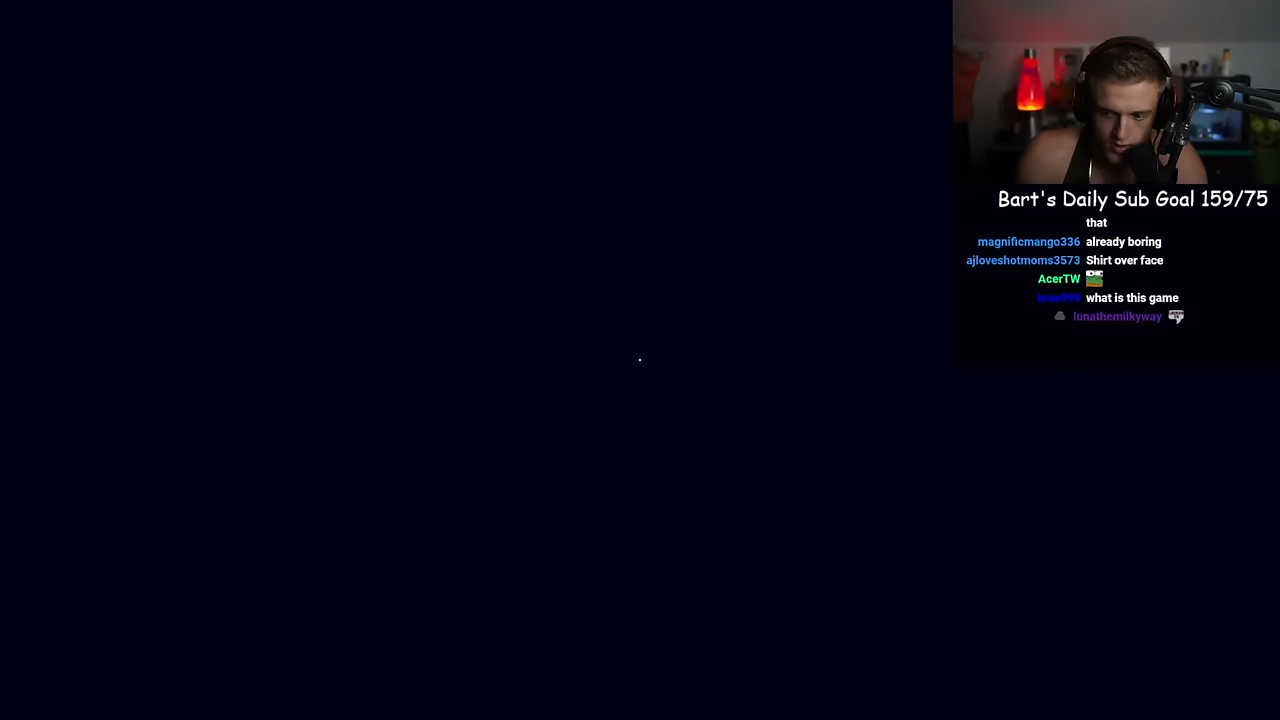 Bart's Daily Sub Goal 159/75
that
magnificmango336 already boring
ajloveshotmoms3573 Shirt over face
AcerTW
what is this game
lunathemilkyway